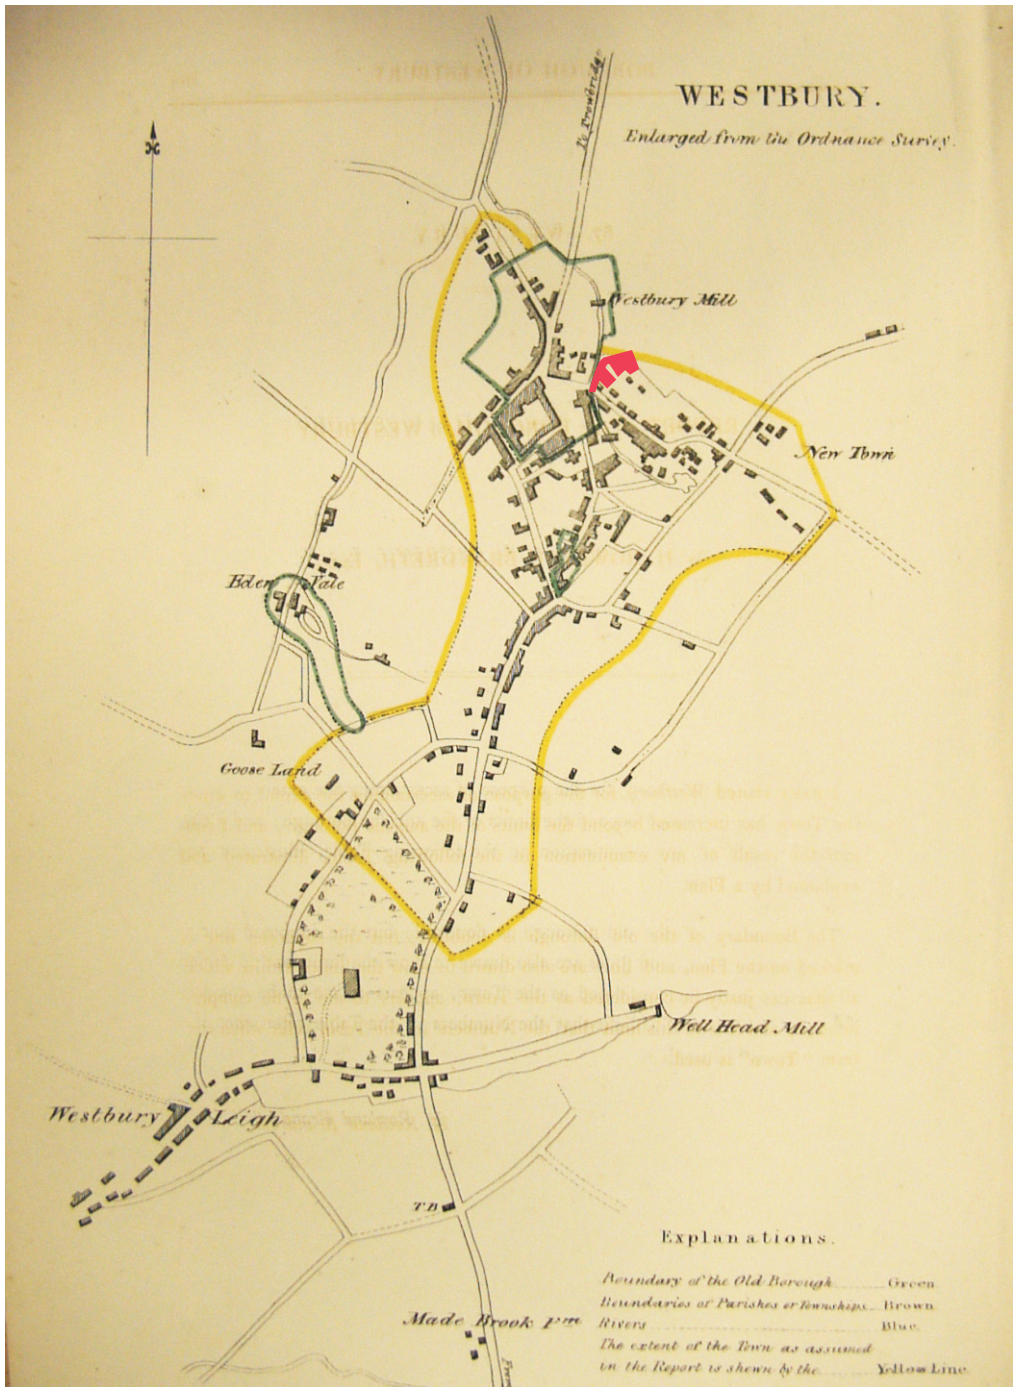 To Trowbridge
WESTBURY.
Enlarged from the Ordnance Survey.
Westbury Mill
New Town
Eden Vale
Goose Land
Well Head Mill
Westbury Leigh
T B
Explanations.
Boundary of the Old Borough Green
Boundaries of Parishes or Townships Brown
Rivers Blue.
The extent of the Town as assumed
in the Report is shewn by the Yellow Line.
Made Brook Fm